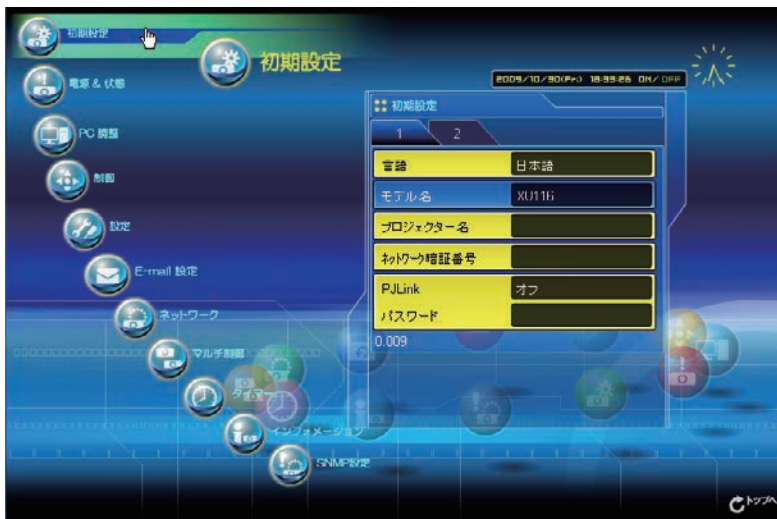 初期設定
初期設定
電源 & 状態
PC 調整
制御
設定
E-mail 設定
ネットワーク
マルチ制御
タイマー
インフォメーション
SNMP設定
2009/10/30(Fri) 18:33:26 ON/OFF
初期設定
1 2
言語 日本語
モデル名 XU116
プロジェクター名
ネットワーク暗証番号
PJLink オフ
パスワード
0.009
トップへ